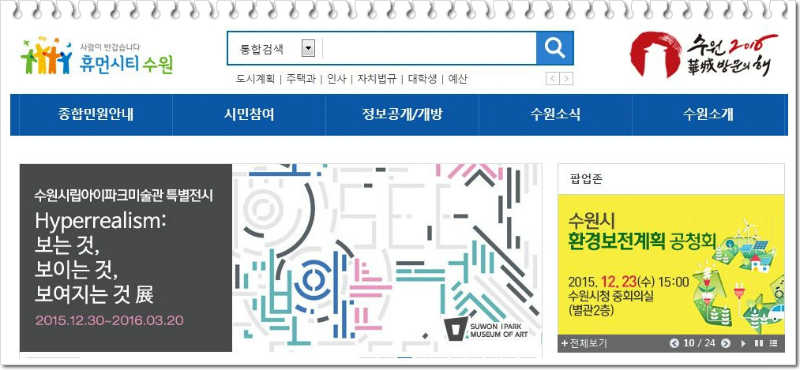 사람이 반갑습니다
휴먼시티 수원
통합검색
도시계획 | 주택과 | 인사 | 자치법규 | 대학생 | 예산
수원 2016
華城 방문의 해
종합민원안내
시민참여
정보공개/개방
수원소식
수원소개
수원시립아이파크미술관 특별전시
Hyperrealism:
보는 것,
보이는 것,
보여지는 것 展
2015.12.30~2016.03.20
SUWON IPARK
MUSEUM OF ART
팝업존
수원시
환경보전계획 공청회
2015. 12. 23(수) 15:00
수원시청 중회의실
(별관2층)
+전체보기
10 / 24